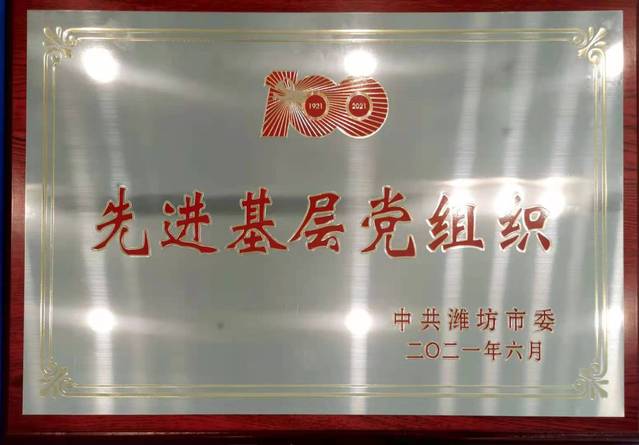 100
1921 2021
先进基层党组织
中共潍坊市委
二〇二一年六月